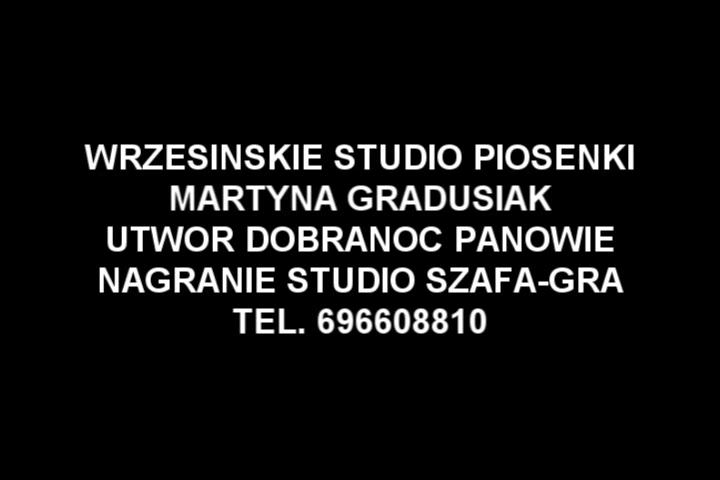 WRZESINSKIE STUDIO PIOSENKI
MARTYNA GRADUSIAK
UTWOR DOBRANOC PANOWIE
NAGRANIE STUDIO SZAFA-GRA
TEL. 696608810